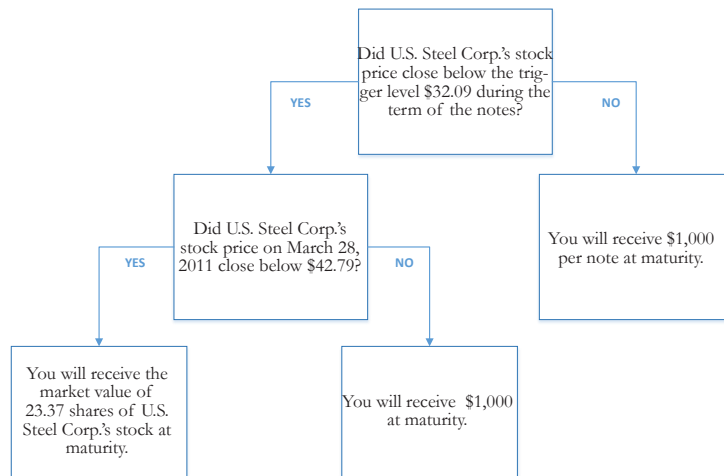 Did U.S. Steel Corp.'s stock
price close below the trig-
ger level $32.09 during the
term of the notes?
YES
NO
Did U.S. Steel Corp.'s
stock price on March 28,
2011 close below $42.79?
You will receive $1,000
per note at maturity.
YES
NO
You will receive the
market value of
23.37 shares of U.S.
Steel Corp.'s stock at
maturity.
You will receive $1,000
at maturity.